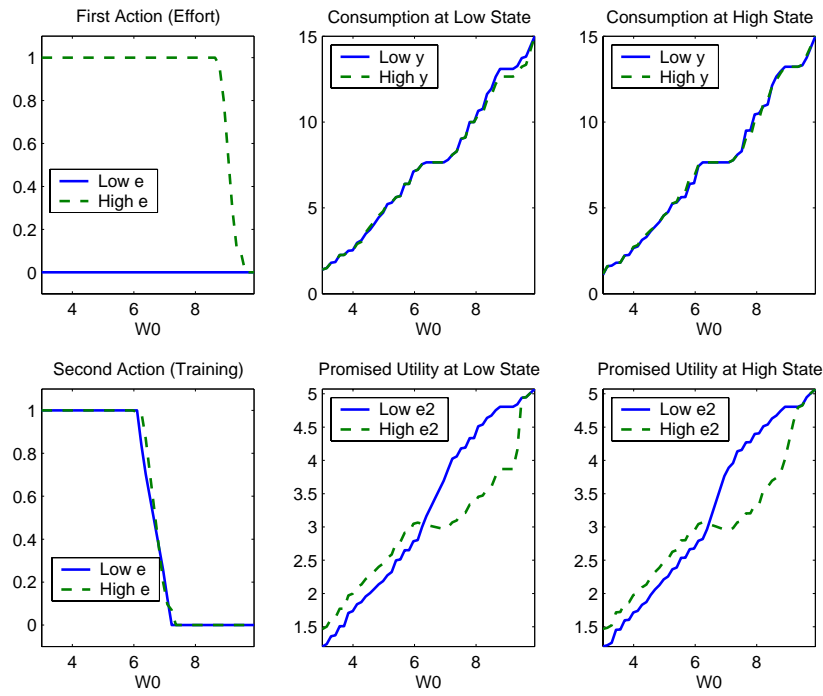 First Action (Effort)
1
0.8
0.6
0.4
0.2
0
Low e
High e
4 6 8
W0
Consumption at Low State
15
10
5
0
Low y
High y
4 6 8
W0
Consumption at High State
15
10
5
0
Low y
High y
4 6 8
W0
Second Action (Training)
1
0.8
0.6
0.4
0.2
0
Low e
High e
4 6 8
W0
Promised Utility at Low State
5
4.5
4
3.5
3
2.5
2
1.5
Low e2
High e2
4 6 8
W0
Promised Utility at High State
5
4.5
4
3.5
3
2.5
2
1.5
Low e2
High e2
4 6 8
W0